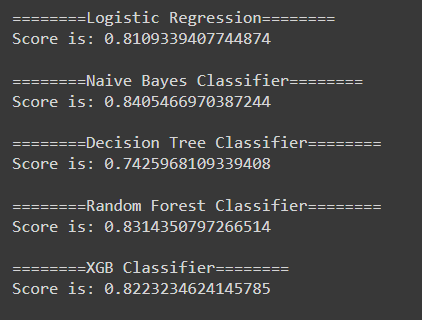 ========Logistic Regression========
Score is: 0.8109339407744874
========Naive Bayes Classifier========
Score is: 0.8405466970387244
========Decision Tree Classifier========
Score is: 0.7425968109339408
========Random Forest Classifier========
Score is: 0.8314350797266514
========XGB Classifier========
Score is: 0.8223234624145785